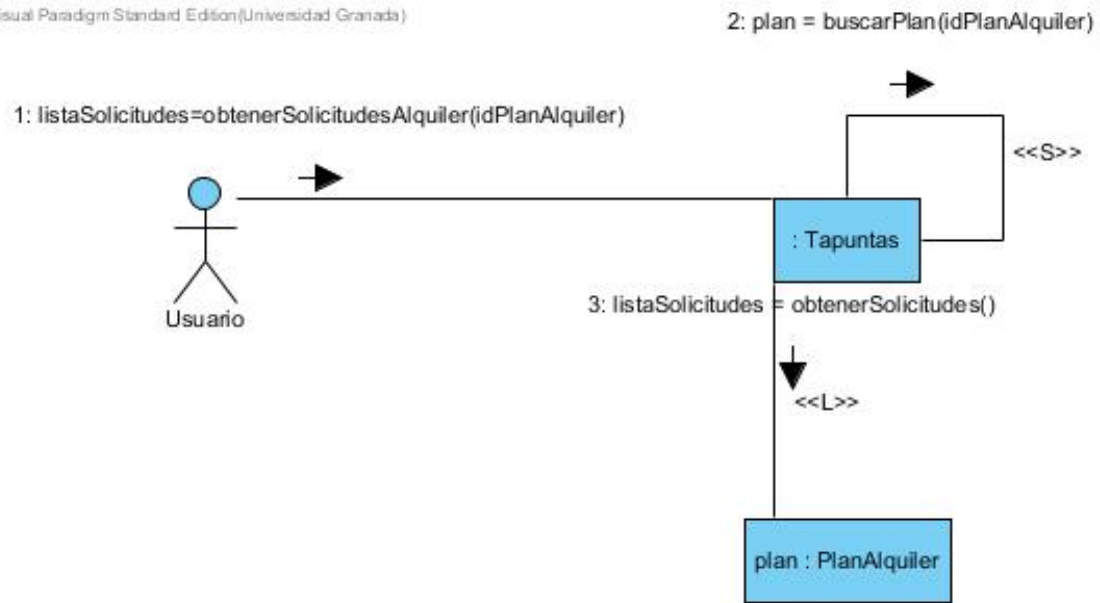 isual Paradigm Standard Edition(Universidad Granada)
2: plan = buscarPlan(idPlanAlquiler)
1: listaSolicitudes=obtenerSolicitudesAlquiler(idPlanAlquiler)
<<S>>
: Tapuntas
3: listaSolicitudes = obtenerSolicitudes()
Usuario
<<L>>
plan : PlanAlquiler